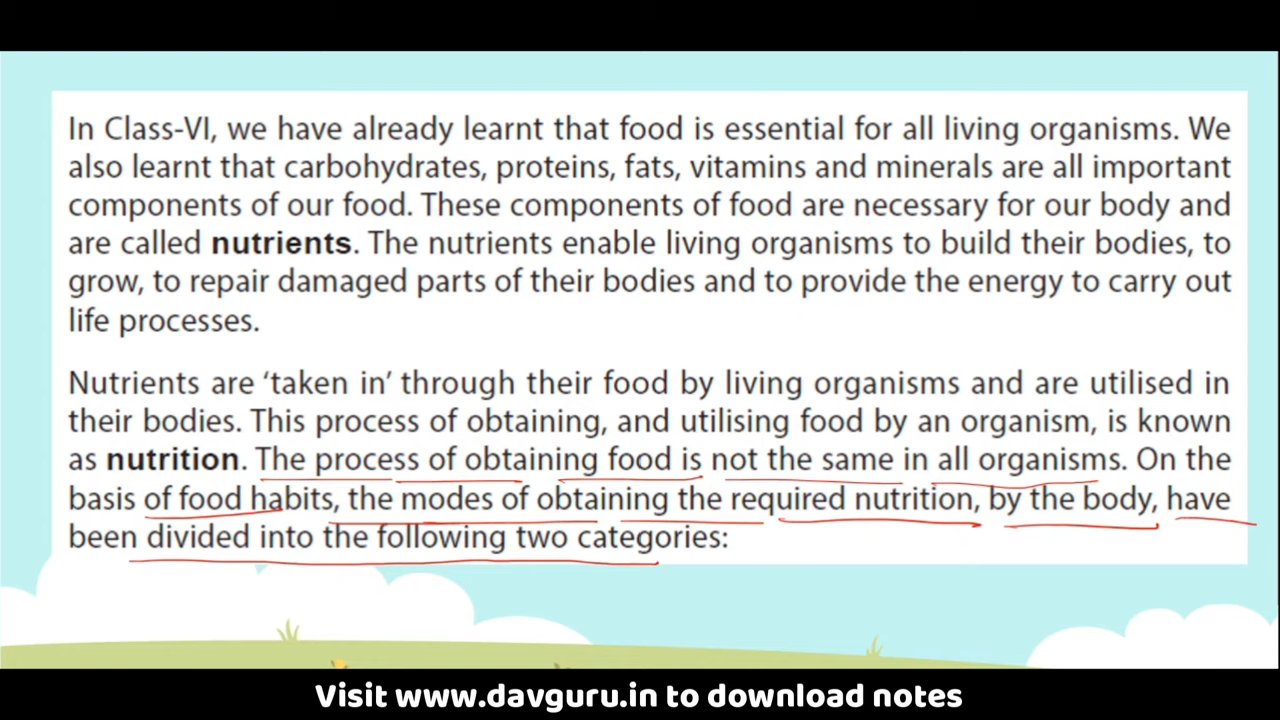 In Class-VI, we have already learnt that food is essential for all living organisms. We
also learnt that carbohydrates, proteins, fats, vitamins and minerals are all important
components of our food. These components of food are necessary for our body and
are called nutrients. The nutrients enable living organisms to build their bodies, to
grow, to repair damaged parts of their bodies and to provide the energy to carry out
life processes.
Nutrients are ‘taken in’ through their food by living organisms and are utilised in
their bodies. This process of obtaining, and utilising food by an organism, is known
as nutrition. The process of obtaining food is not the same in all organisms. On the
basis of food habits, the modes of obtaining the required nutrition, by the body, have
been divided into the following two categories:
Visit www.davguru.in to download notes